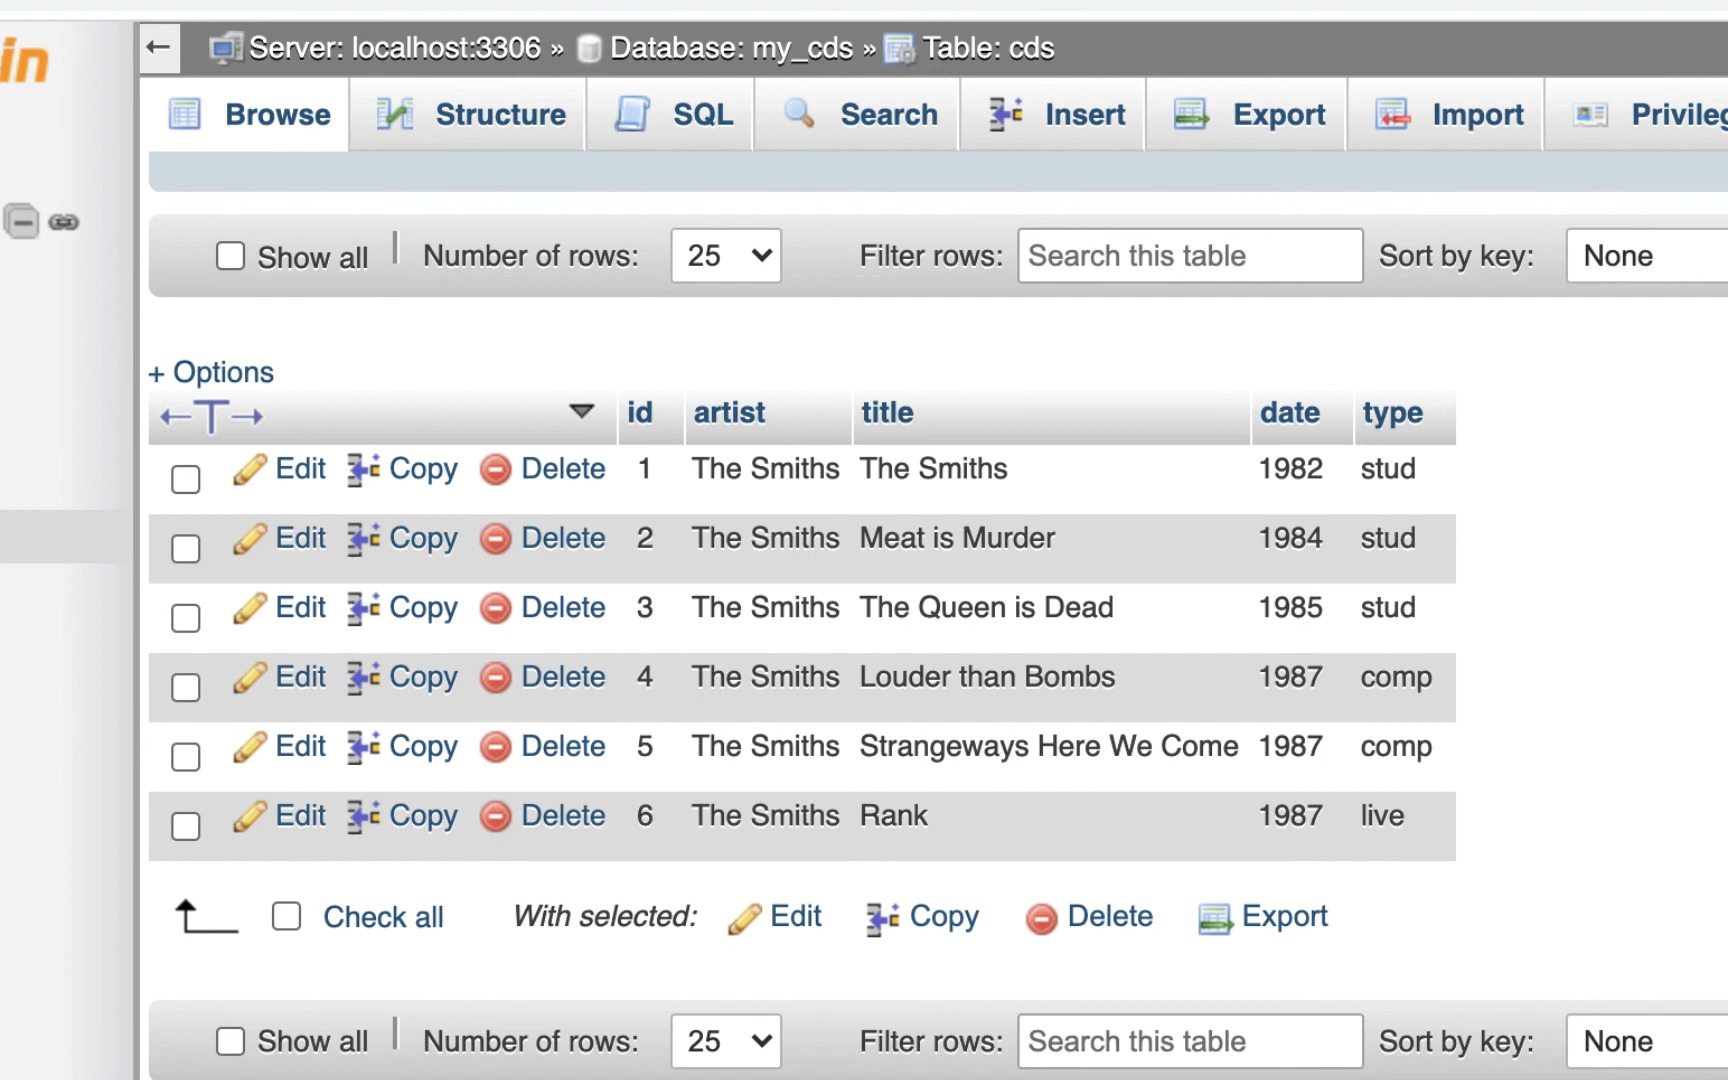 in
← Server: localhost:3306 » Database: my_cds » Table: cds
Browse Structure SQL Search Insert Export Import Privileg
Show all | Number of rows: 25 Filter rows: Search this table Sort by key: None
+ Options
←T→ id artist title date type
Edit Copy Delete 1 The Smiths The Smiths 1982 stud
Edit Copy Delete 2 The Smiths Meat is Murder 1984 stud
Edit Copy Delete 3 The Smiths The Queen is Dead 1985 stud
Edit Copy Delete 4 The Smiths Louder than Bombs 1987 comp
Edit Copy Delete 5 The Smiths Strangeways Here We Come 1987 comp
Edit Copy Delete 6 The Smiths Rank 1987 live
Check all With selected: Edit Copy Delete Export
Show all | Number of rows: 25 Filter rows: Search this table Sort by key: None